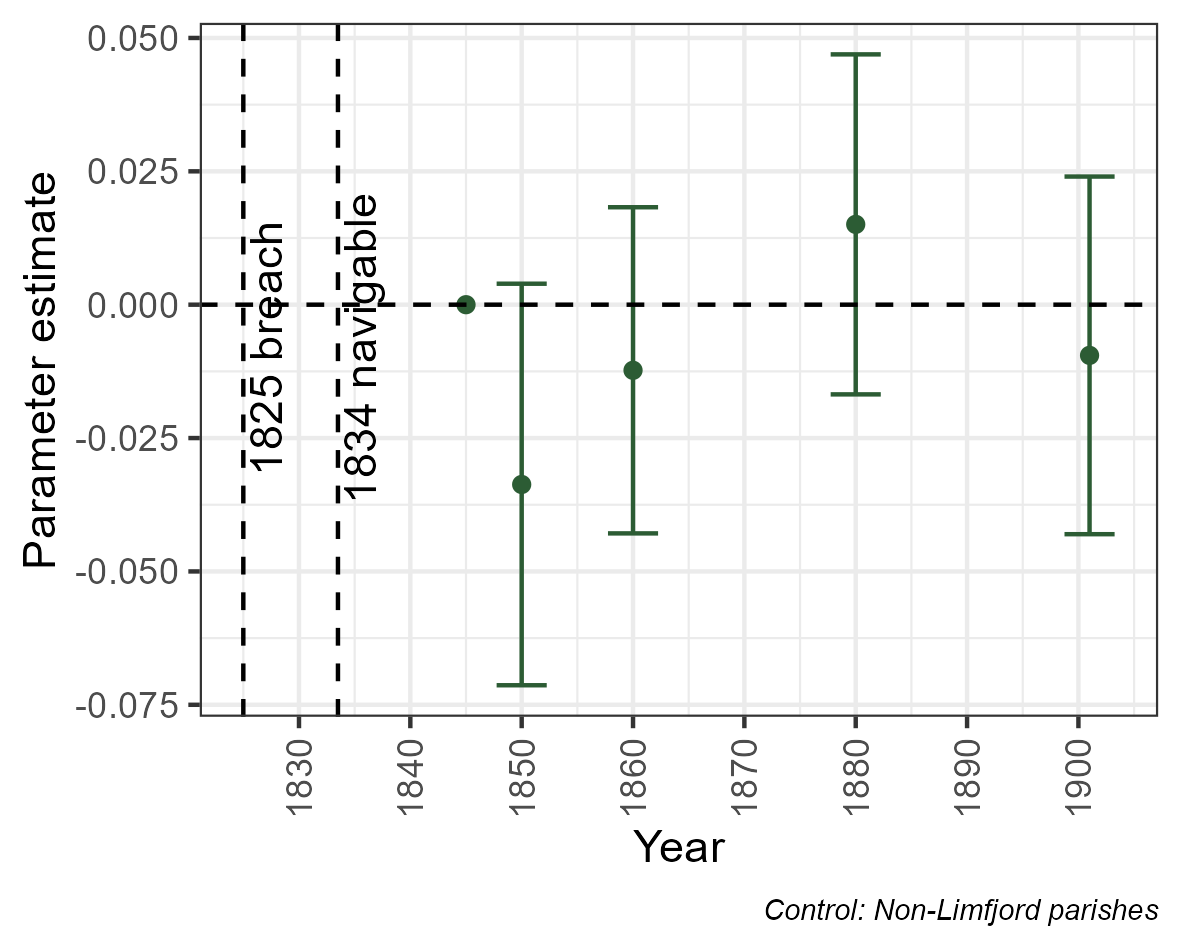 0.050
0.025
0.000
-0.025
-0.050
-0.075
Parameter estimate
1825 breach
1834 navigable
1830
1840
1850
1860
1870
1880
1890
1900
Year
Control: Non-Limfjord parishes